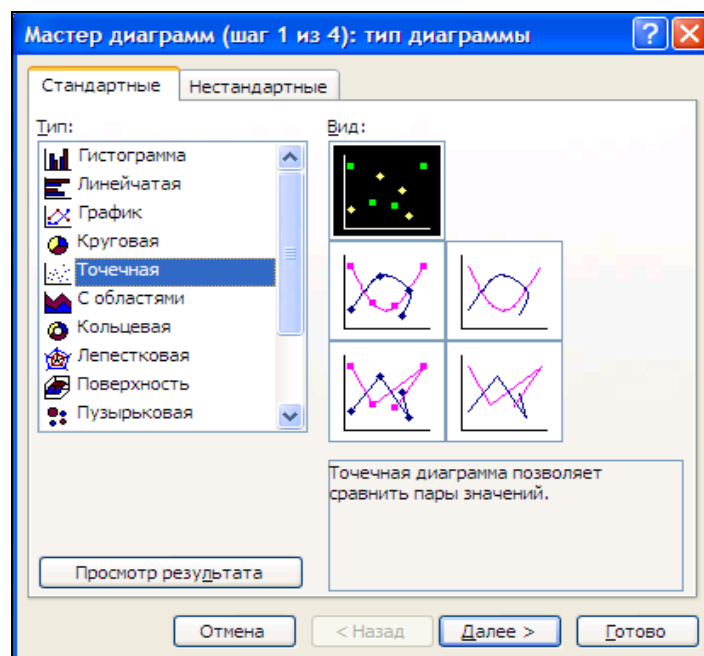 Мастер диаграмм (шаг 1 из 4): тип диаграммы
Стандартные
Нестандартные
Тип:
Гистограмма
Линейчатая
График
Круговая
Точечная
С областями
Кольцевая
Лепестковая
Поверхность
Пузырьковая
Вид:
Точечная диаграмма позволяет
сравнить пары значений.
Просмотр результата
Отмена
< Назад
Далее >
Готово